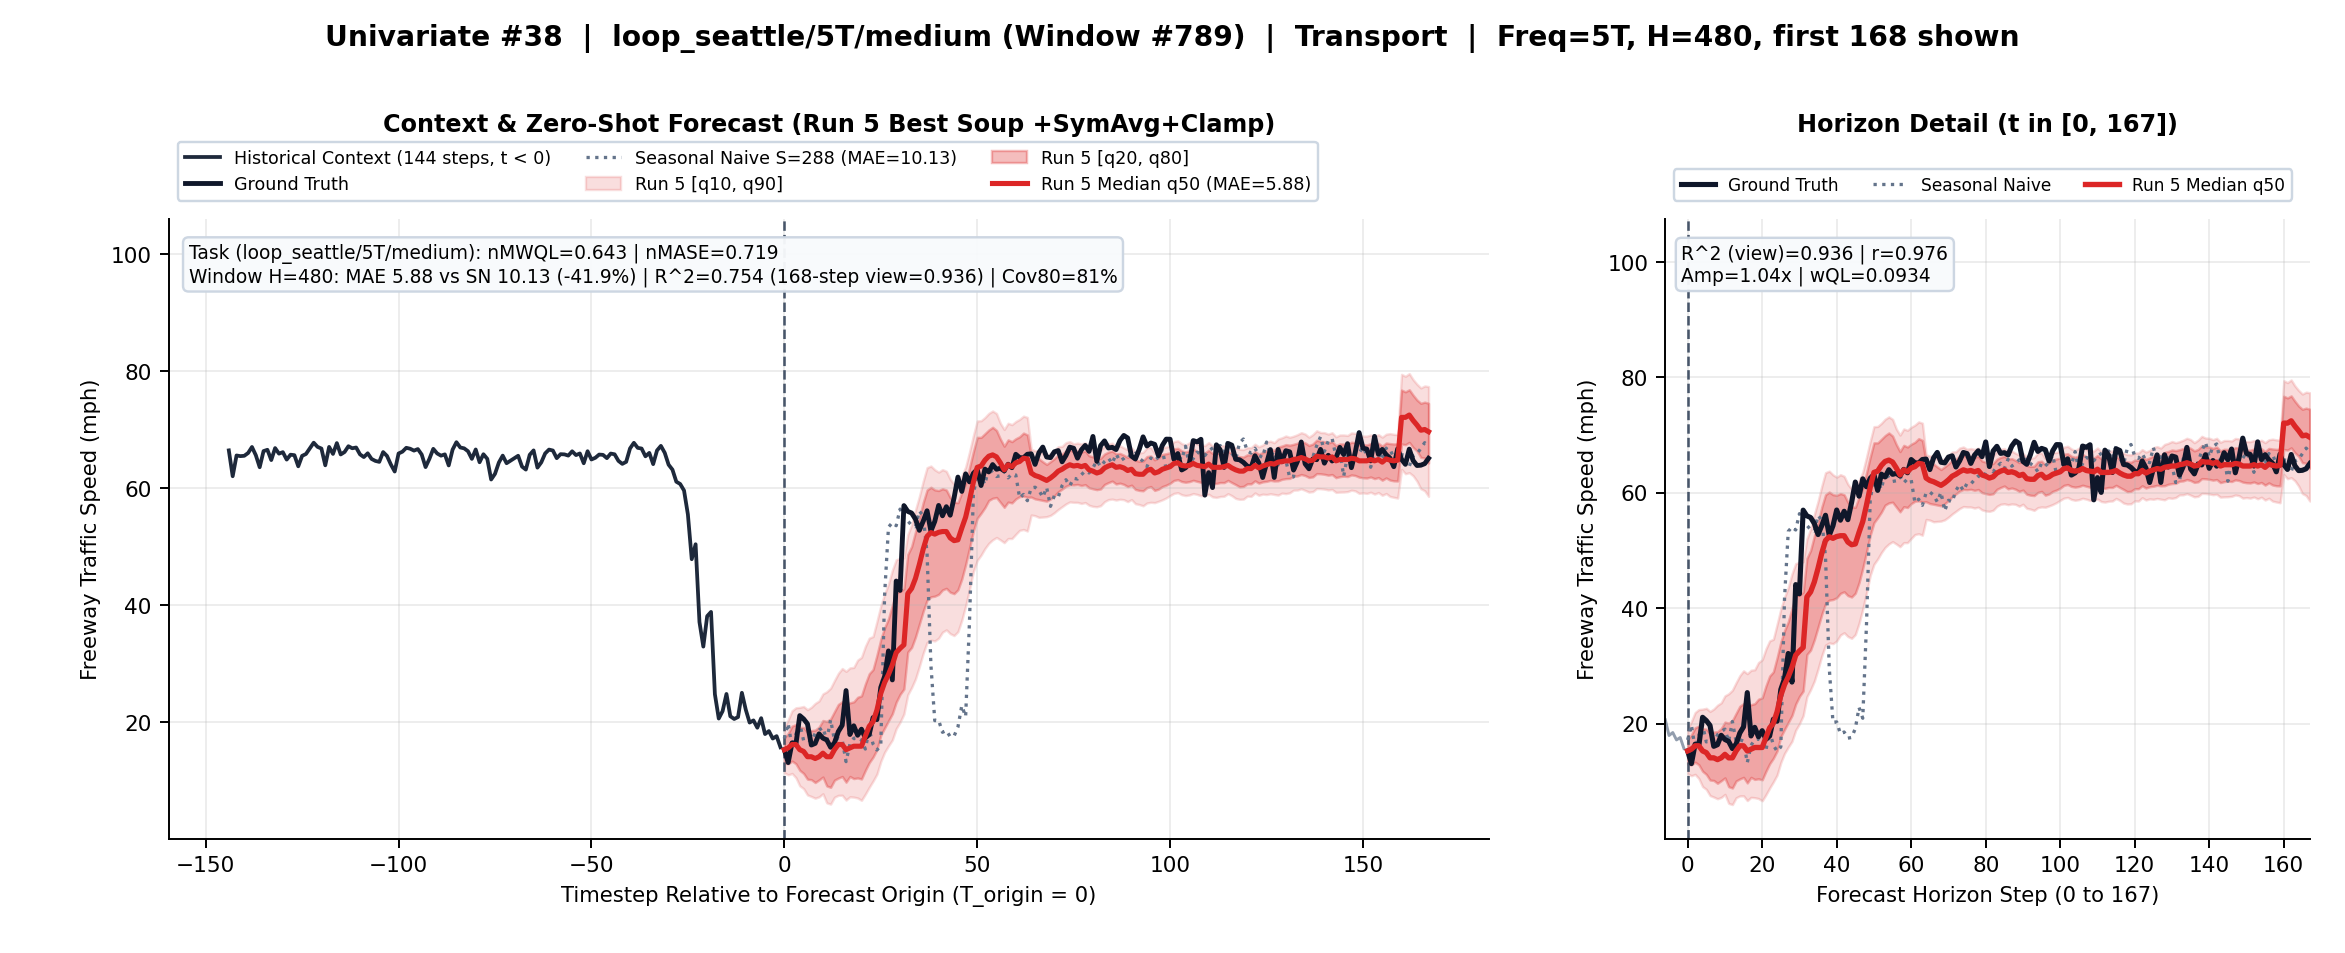 Univariate #38 | loop_seattle/5T/medium (Window #789) | Transport | Freq=5T, H=480, first 168 shown
Context & Zero-Shot Forecast (Run 5 Best Soup +SymAvg+Clamp)
Historical Context (144 steps, t < 0)
Ground Truth
Seasonal Naive S=288 (MAE=10.13)
Run 5 [q10, q90]
Run 5 [q20, q80]
Run 5 Median q50 (MAE=5.88)
Task (loop_seattle/5T/medium): nMWQL=0.643 | nMASE=0.719
Window H=480: MAE 5.88 vs SN 10.13 (-41.9%) | R^2=0.754 (168-step view=0.936) | Cov80=81%
Freeway Traffic Speed (mph)
100
80
60
40
20
−150 −100 −50 0 50 100 150
Timestep Relative to Forecast Origin (T_origin = 0)
Horizon Detail (t in [0, 167])
Ground Truth Seasonal Naive Run 5 Median q50
R^2 (view)=0.936 | r=0.976
Amp=1.04x | wQL=0.0934
Freeway Traffic Speed (mph)
100
80
60
40
20
0 20 40 60 80 100 120 140 160
Forecast Horizon Step (0 to 167)